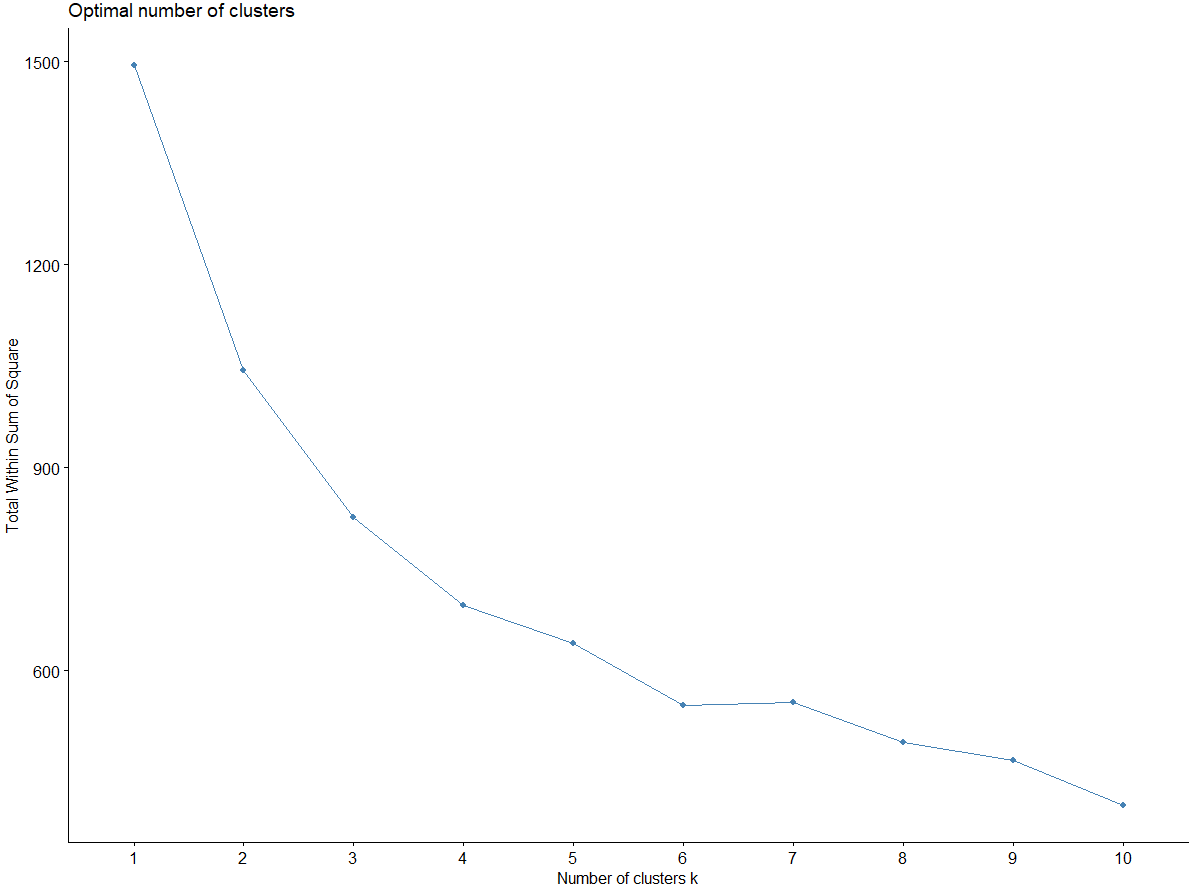 Optimal number of clusters
Total Within Sum of Square
1500
1200
900
600
1 2 3 4 5 6 7 8 9 10
Number of clusters k